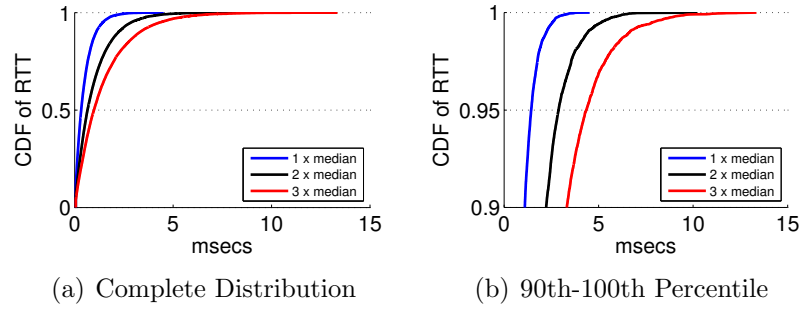 1
0.5
0
CDF of RTT
0 5 10 15
msecs
1 x median
2 x median
3 x median
(a) Complete Distribution
1
0.95
0.9
CDF of RTT
0 5 10 15
msecs
1 x median
2 x median
3 x median
(b) 90th-100th Percentile